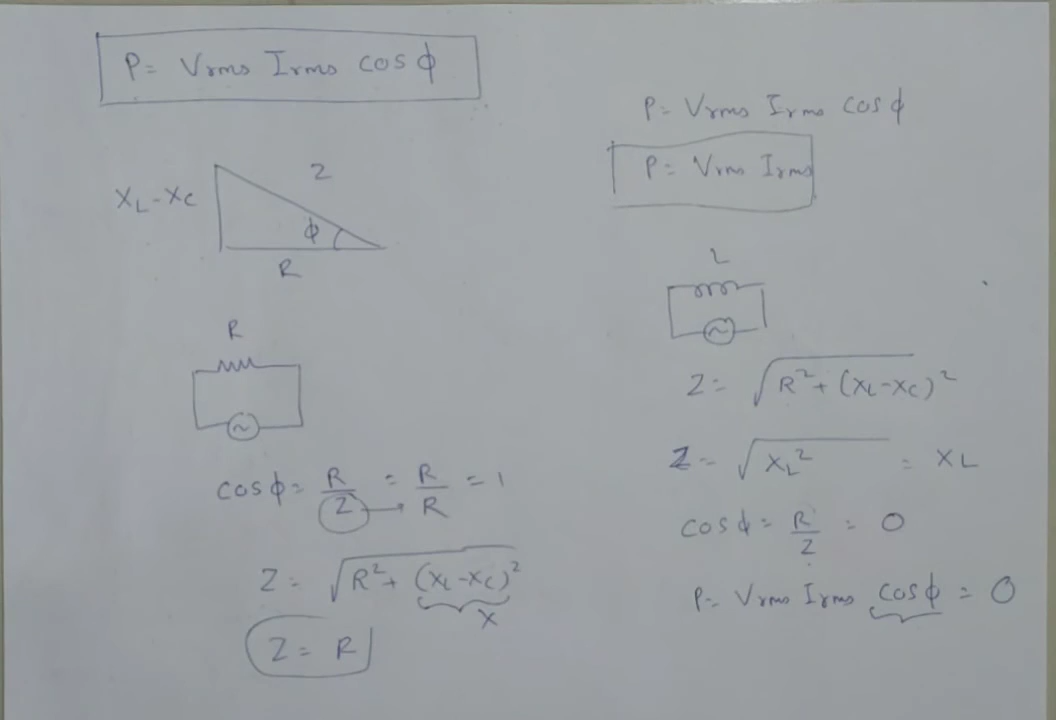 P= Vrms Irms cos ϕ
XL-XC
Z
ϕ
R
R
cos ϕ = R/Z = R/R = 1
Z = √R²+ (XL-XC)²
X
Z = R
P= Vrms Irms cos ϕ
P= Vrms Irms
L
Z = √R²+ (XL-XC)²
Z = √XL² = XL
cos ϕ = R/Z = 0
P= Vrms Irms cos ϕ = 0